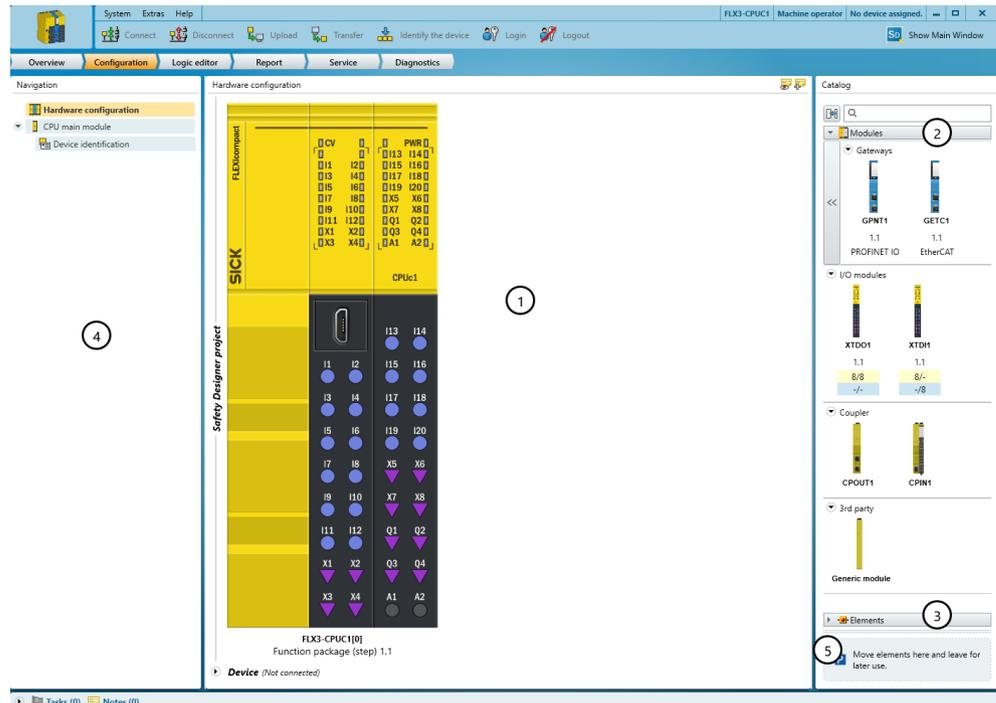 System Extras Help
FLX3-CPUC1 Machine operator No device assigned.
Connect Disconnect Upload Transfer Identify the device Login Logout
SD Show Main Window
Overview Configuration Logic editor Report Service Diagnostics
Navigation
Hardware configuration
CPU main module
Device identification
4
Hardware configuration
FLEXIcompact
SICK
CV PWR
I13 I14
I1 I2 I15 I16
I3 I4 I17 I18
I5 I6 I19 I20
I7 I8 X5 X6
I9 I10 X7 X8
I11 I12 Q1 Q2
X1 X2 Q3 Q4
X3 X4 A1 A2
CPUc1
I13 I14
I1 I2 I15 I16
I3 I4 I17 I18
I5 I6 I19 I20
I7 I8 X5 X6
I9 I10 X7 X8
I11 I12 Q1 Q2
X1 X2 Q3 Q4
X3 X4 A1 A2
Safety Designer project
FLX3-CPUC1[0]
Function package (step) 1.1
Device (Not connected)
1
Catalog
Modules
2
Gateways
<<
GPNT1 GETC1
1.1 1.1
PROFINET IO EtherCAT
I/O modules
XTDO1 XTDI1
1.1 1.1
8/8 8/-
-/- -/8
Coupler
CPOUT1 CPIN1
3rd party
Generic module
Elements
3
5
Move elements here and leave for
later use.
Tasks (0) Notes (0)